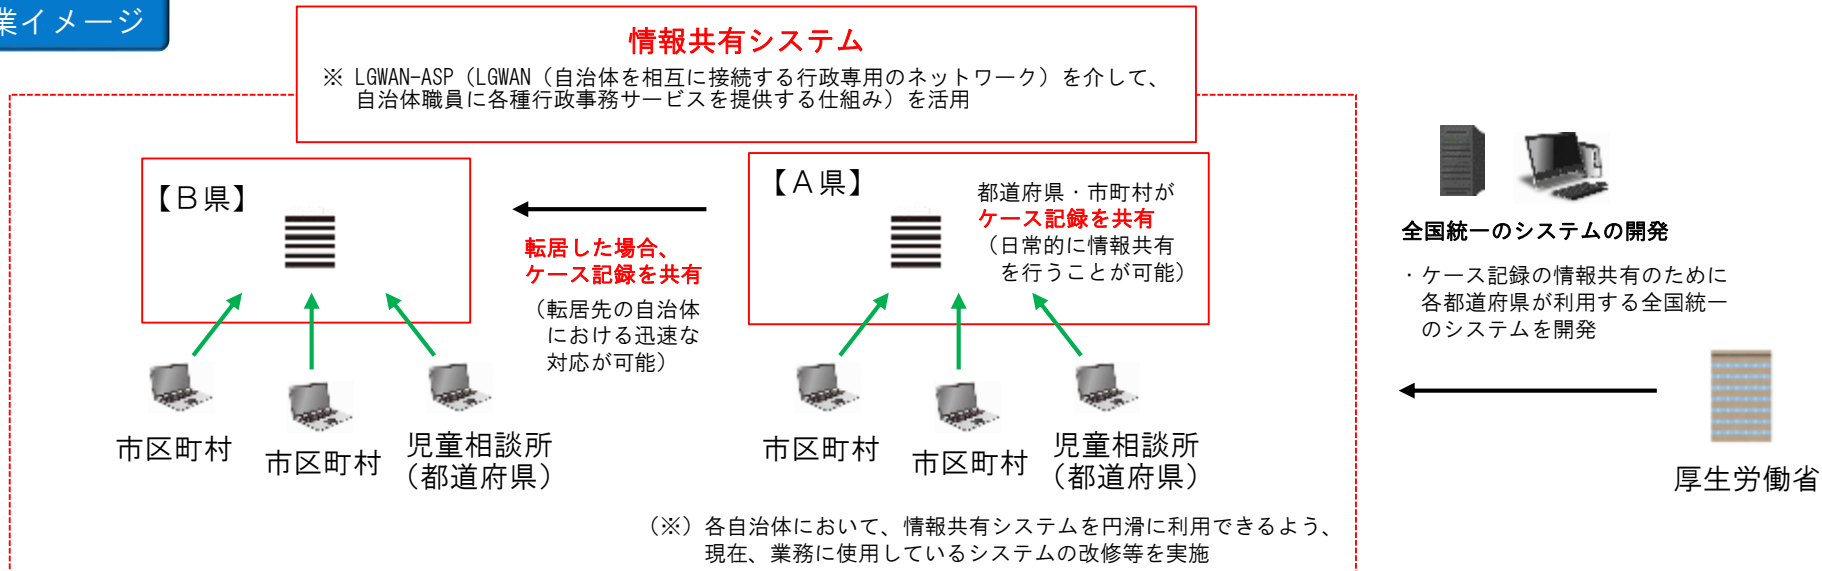 業イメージ
情報共有システム
※ LGWAN-ASP（LGWAN（自治体を相互に接続する行政専用のネットワーク）を介して、
自治体職員に各種行政事務サービスを提供する仕組み）を活用
【Ｂ県】
転居した場合、
ケース記録を共有
（転居先の自治体
における迅速な
対応が可能）
市区町村
市区町村
児童相談所
（都道府県）
【Ａ県】
都道府県・市町村が
ケース記録を共有
（日常的に情報共有
を行うことが可能）
市区町村
市区町村
児童相談所
（都道府県）
（※）各自治体において、情報共有システムを円滑に利用できるよう、
現在、業務に使用しているシステムの改修等を実施
全国統一のシステムの開発
・ケース記録の情報共有のために
各都道府県が利用する全国統一
のシステムを開発
厚生労働省